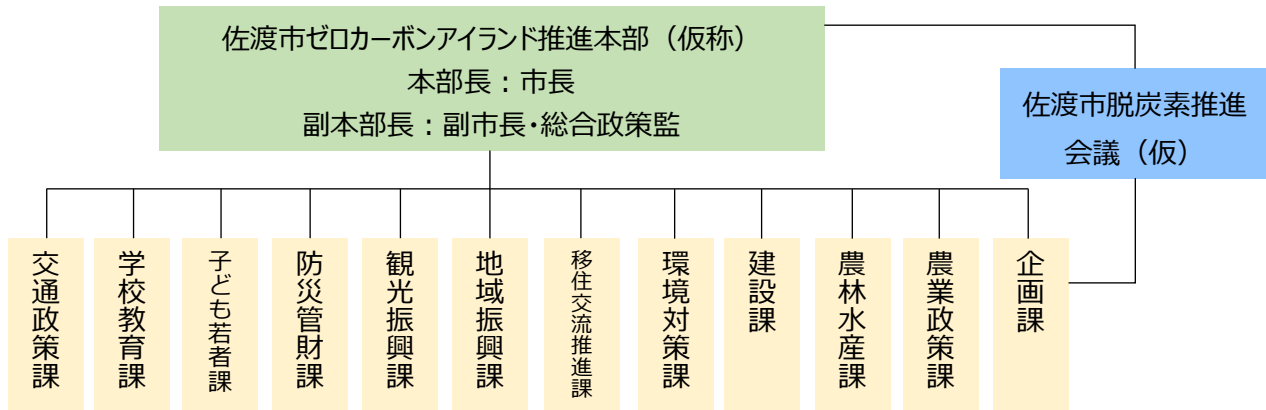 佐渡市ゼロカーボンアイランド推進本部（仮称）
本部長：市長
副本部長：副市長・総合政策監
佐渡市脱炭素推進
会議（仮）
交通政策課
学校教育課
子ども若者課
防災管財課
観光振興課
地域振興課
移住交流推進課
環境対策課
建設課
農林水産課
農業政策課
企画課